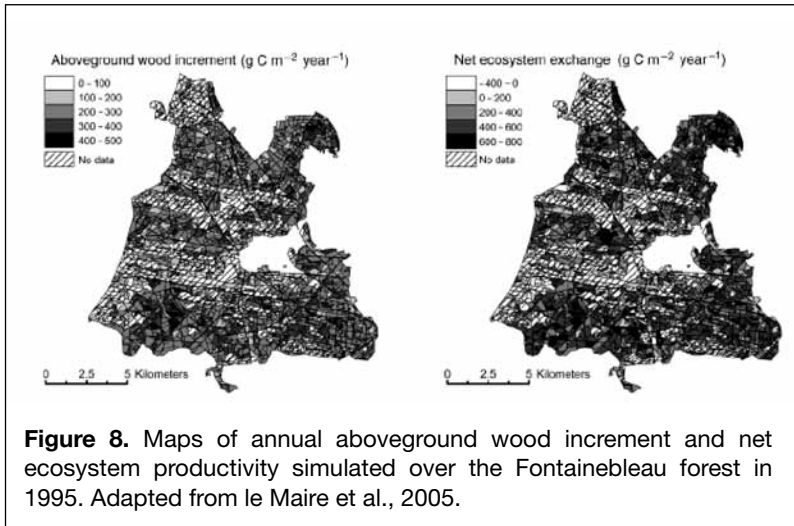 Aboveground wood increment (g C m⁻² year⁻¹)
0 – 100
100 – 200
200 – 300
300 – 400
400 – 500
No data
0 2.5 5 Kilometers
Net ecosystem exchange (g C m⁻² year⁻¹)
- 400 – 0
0 – 200
200 – 400
400 – 600
600 – 800
No data
0 2.5 5 Kilometers
Figure 8. Maps of annual aboveground wood increment and net
ecosystem productivity simulated over the Fontainebleau forest in
1995. Adapted from le Maire et al., 2005.